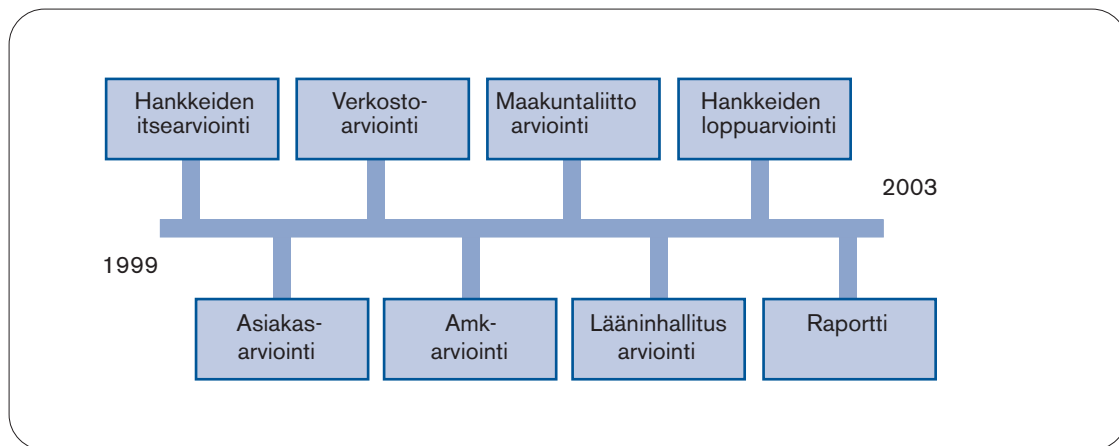 Hankkeiden
itsearviointi
Verkosto-
arviointi
Maakuntaliitto
arviointi
Hankkeiden
loppuarviointi
2003
1999
Asiakas-
arviointi
Amk-
arviointi
Lääninhallitus
arviointi
Raportti